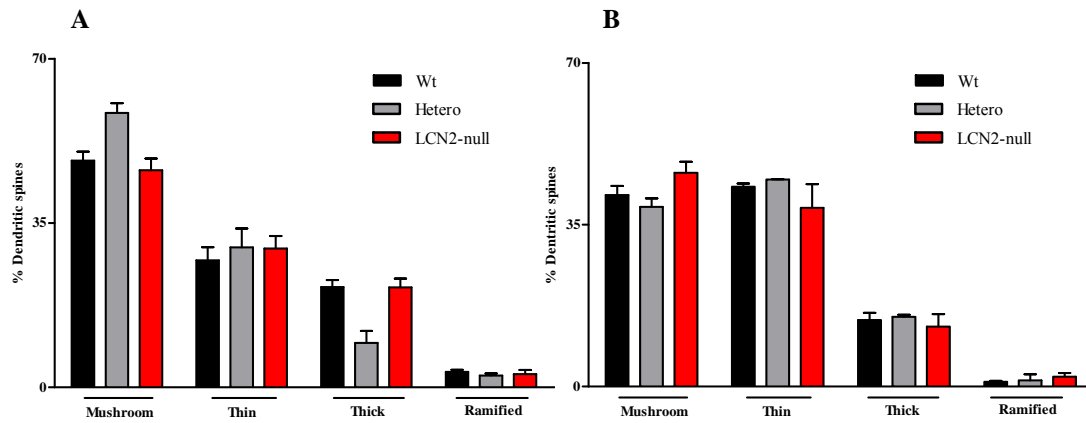 A
% Dendritic spines
70
35
0
Wt
Hetero
LCN2-null
Mushroom
Thin
Thick
Ramified
B
% Dentritic spines
70
35
0
Wt
Hetero
LCN2-null
Mushroom
Thin
Thick
Ramified